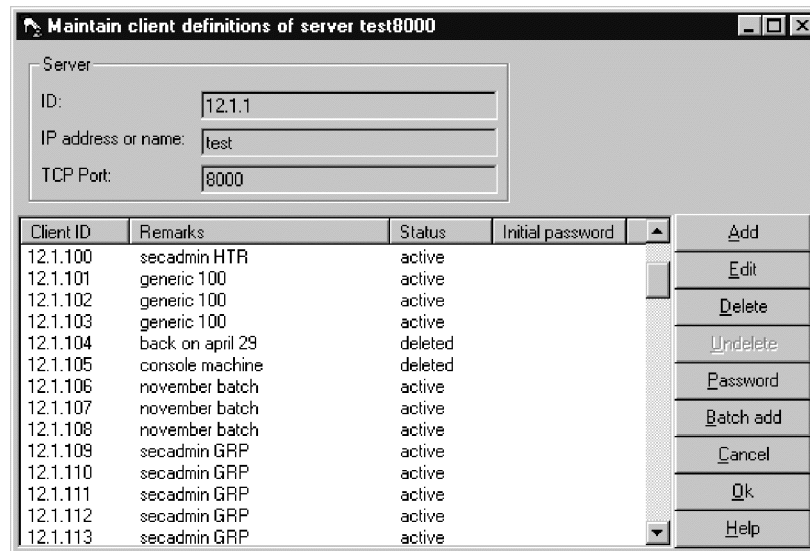 Maintain client definitions of server test8000
Server
ID: 12.1.1
IP address or name: test
TCP Port: 8000
Client ID Remarks Status Initial password
12.1.100 secadmin HTR active
12.1.101 generic 100 active
12.1.102 generic 100 active
12.1.103 generic 100 active
12.1.104 back on april 29 deleted
12.1.105 console machine deleted
12.1.106 november batch active
12.1.107 november batch active
12.1.108 november batch active
12.1.109 secadmin GRP active
12.1.110 secadmin GRP active
12.1.111 secadmin GRP active
12.1.112 secadmin GRP active
12.1.113 secadmin GRP active
Add
Edit
Delete
Undelete
Password
Batch add
Cancel
Ok
Help